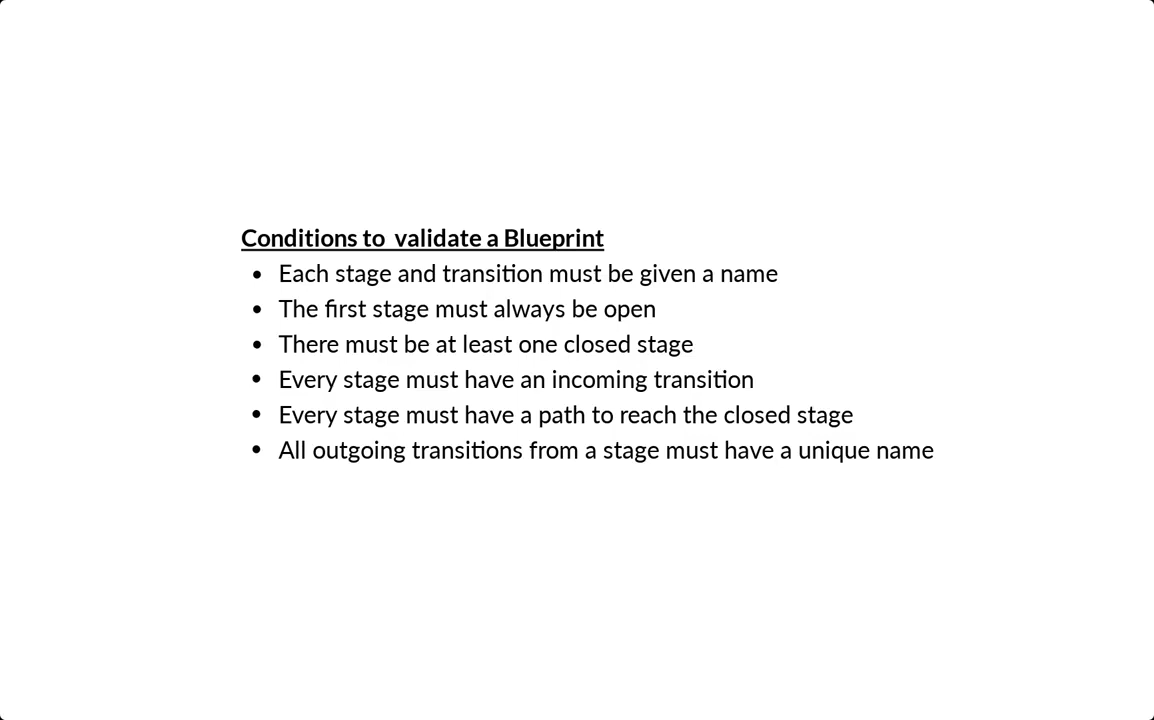 Conditions to  validate a Blueprint
• Each stage and transition must be given a name
• The first stage must always be open
• There must be at least one closed stage
• Every stage must have an incoming transition
• Every stage must have a path to reach the closed stage
• All outgoing transitions from a stage must have a unique name